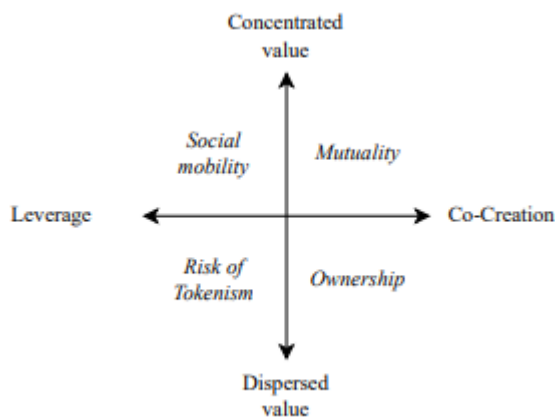 Concentrated
value
Social
mobility
Mutuality
Leverage
Co-Creation
Risk of
Tokenism
Ownership
Dispersed
value